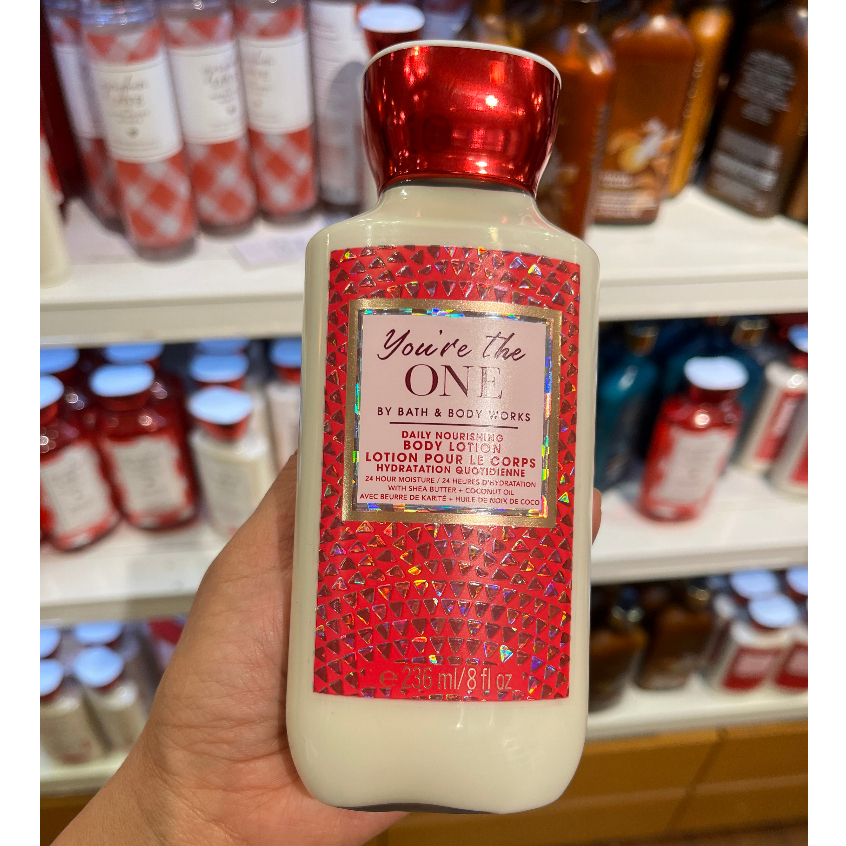 You're the
ONE
BY BATH & BODY WORKS
DAILY NOURISHING
BODY LOTION
LOTION POUR LE CORPS
HYDRATATION QUOTIDIENNE
24 HOUR MOISTURE / 24 HEURES D'HYDRATATION
WITH SHEA BUTTER + COCONUT OIL
AVEC BEURRE DE KARITÉ + HUILE DE NOIX DE COCO
℮ 236 ml/8 fl oz